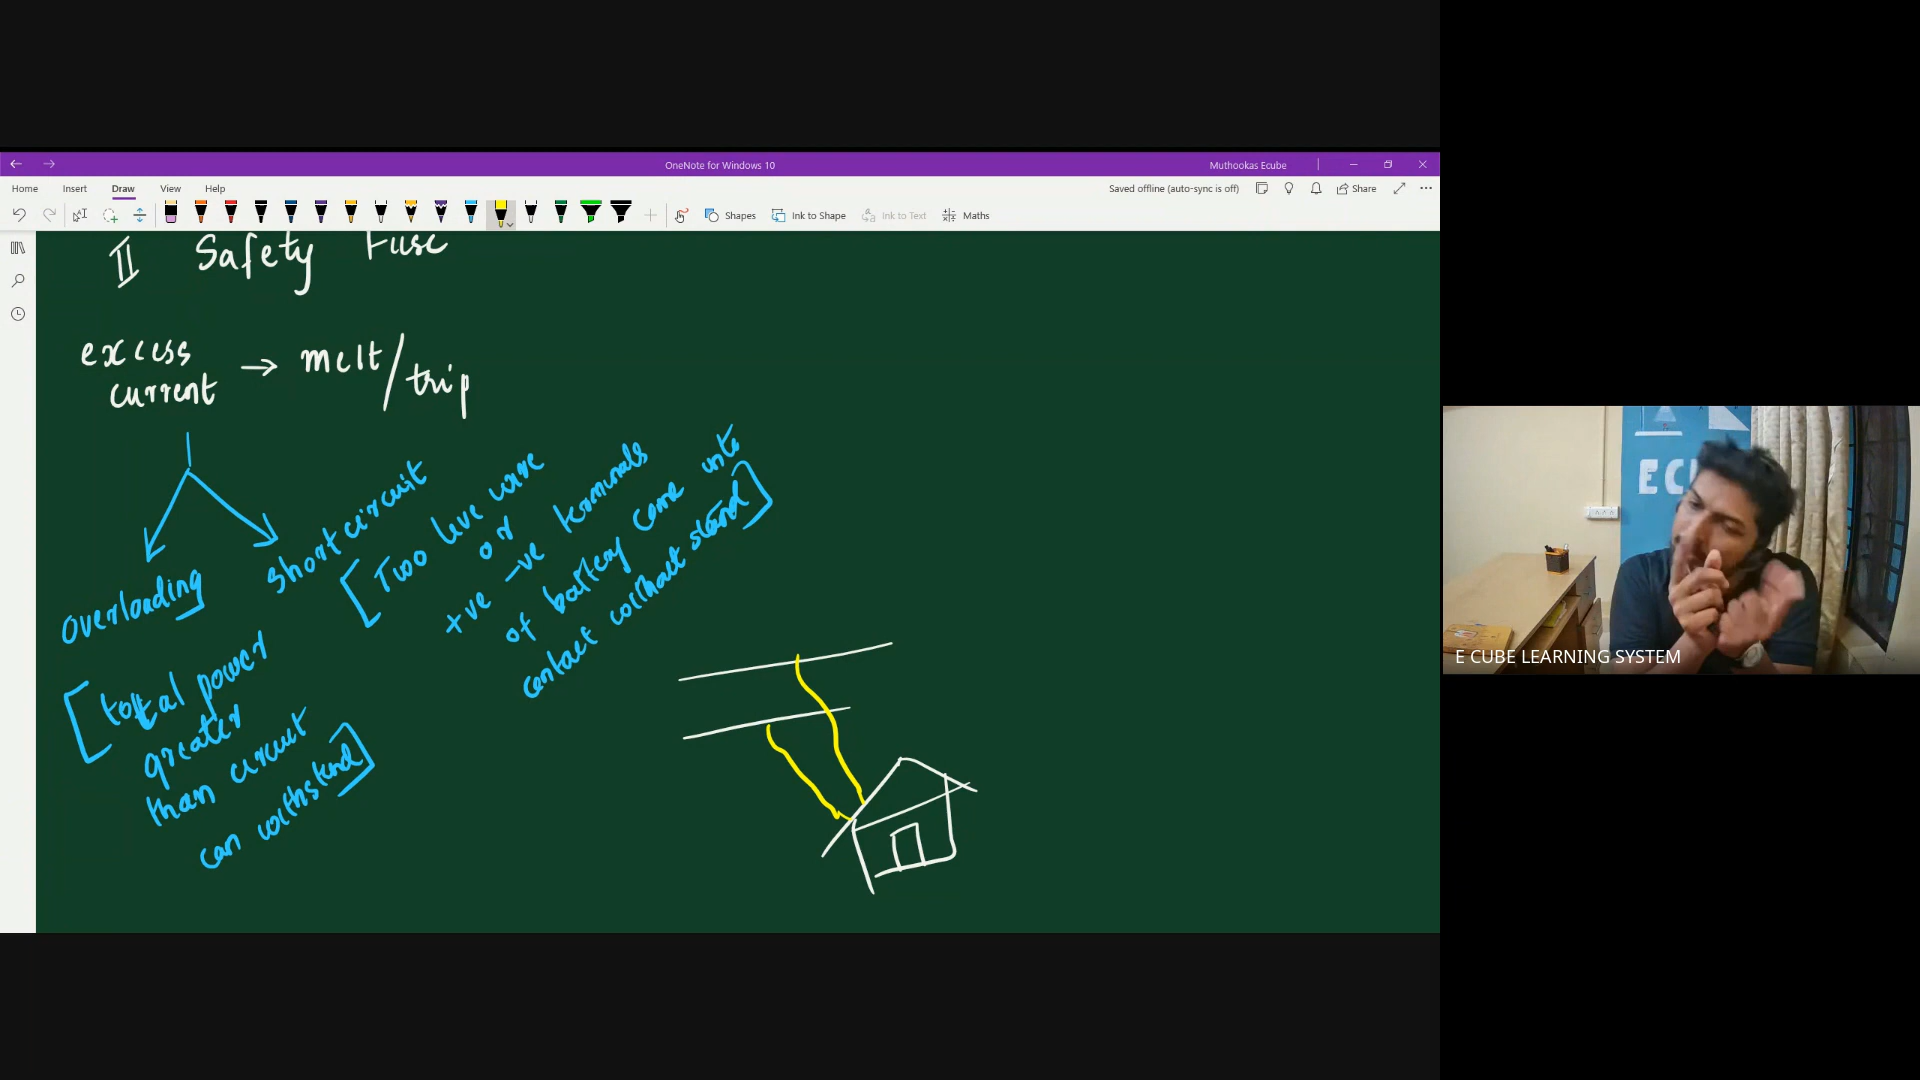 OneNote for Windows 10
Muthookas Ecube
Home Insert Draw View Help
Saved offline (auto-sync is off)
Share
Shapes
Ink to Shape
Ink to Text
Maths
II Safety Fuse
excess
current → melt/trip
Overloading
[total power
greater
than circuit
can withstand]
Short circuit
[Two live wire
or
+ve -ve terminals
of battery come into
contact without stand]
EC
E CUBE LEARNING SYSTEM